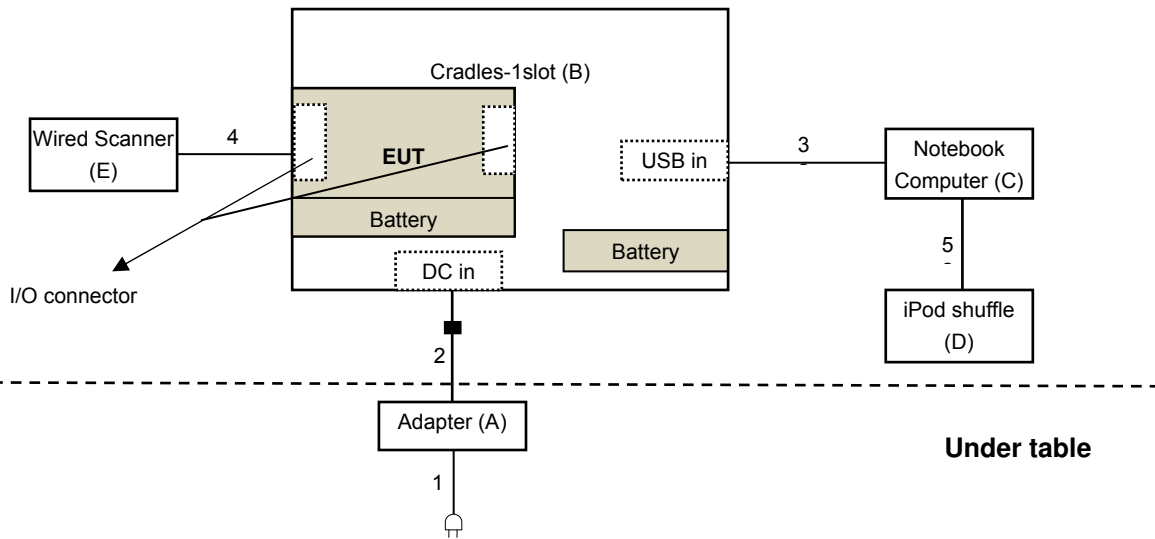 Cradles-1slot (B)
Wired Scanner
(E)
4
EUT
USB in
3
Notebook
Computer (C)
Battery
Battery
5
DC in
I/O connector
iPod shuffle
(D)
2
Adapter (A)
Under table
1